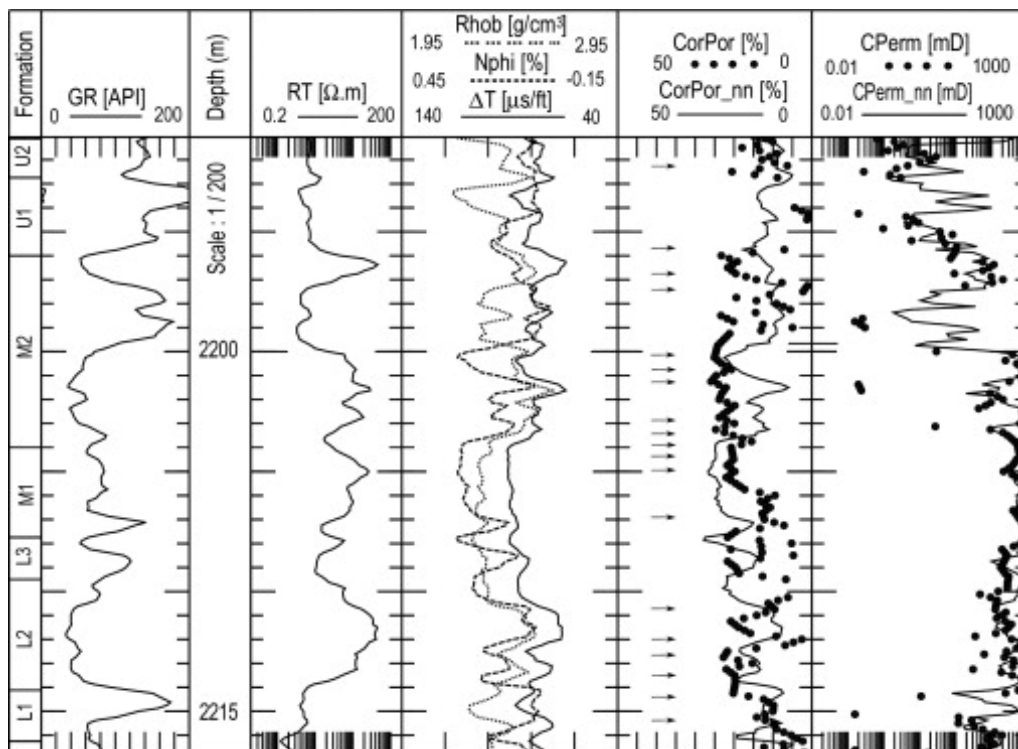 Formation
GR [API]
0 200
Depth (m)
Scale : 1 / 200
RT [Ω.m]
0.2 200
Rhob [g/cm³]
1.95 2.95
Nphi [%]
0.45 -0.15
ΔT [µs/ft]
140 40
CorPor [%]
50 0
CorPor_nn [%]
50 0
CPerm [mD]
0.01 1000
CPerm_nn [mD]
0.01 1000
U2
U1
M2
M1
L3
L2
L1
2200
2215